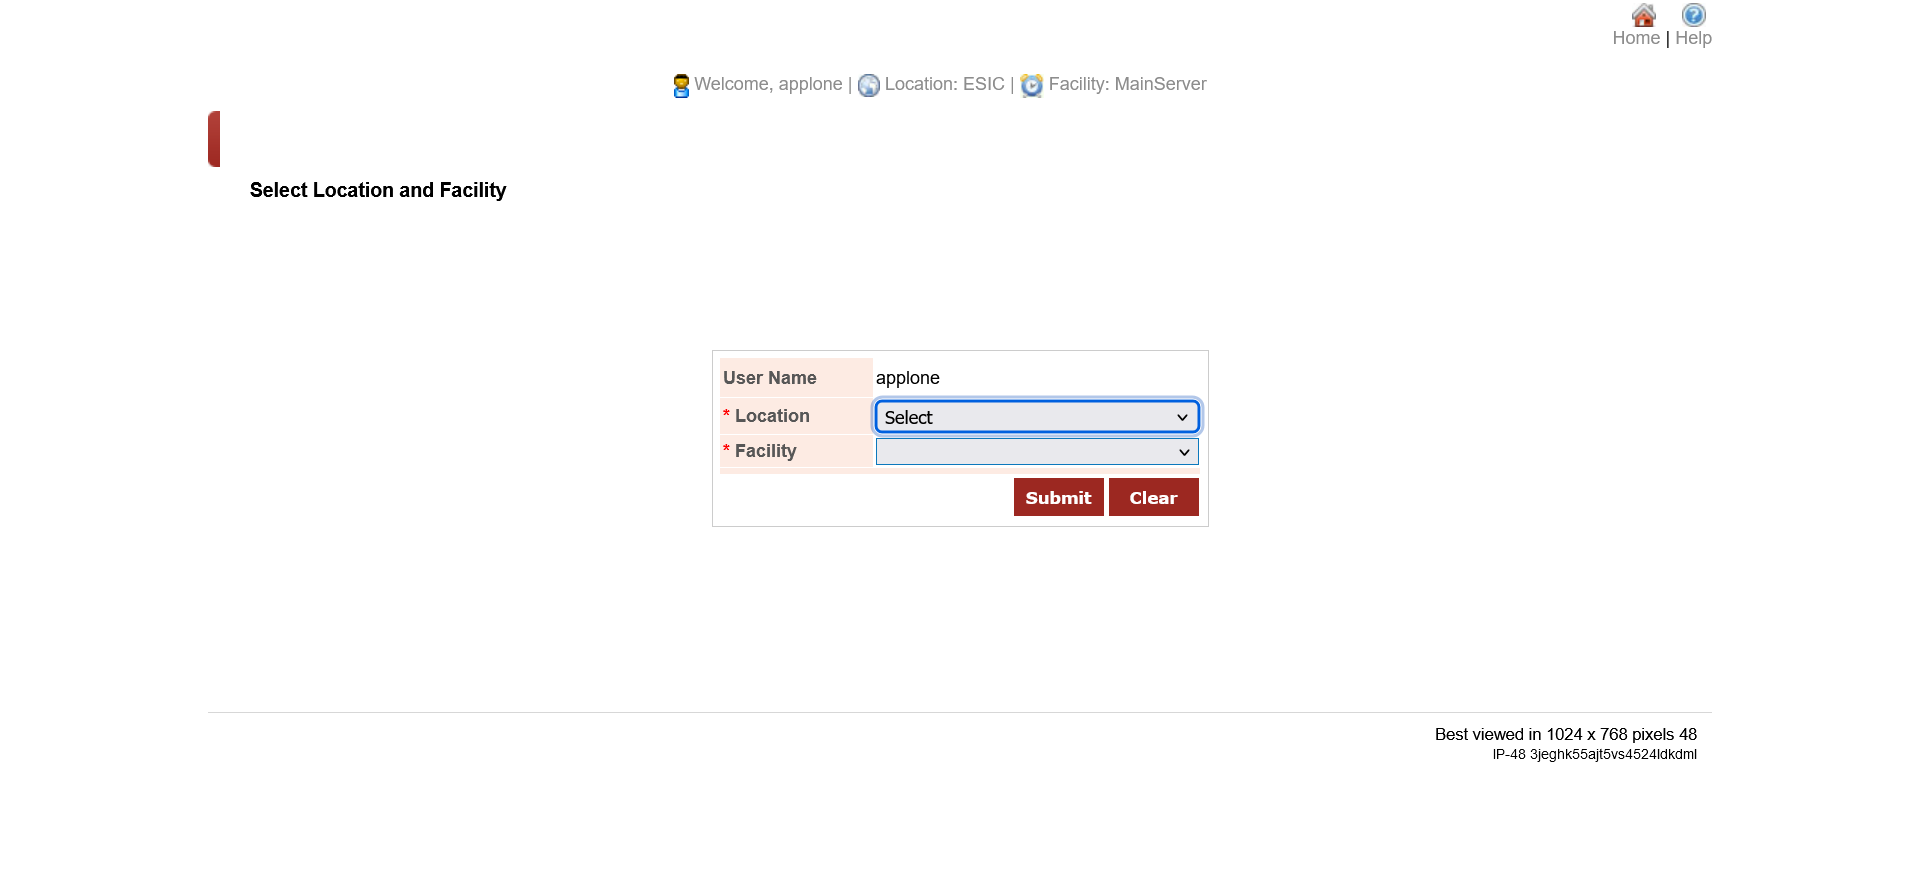 Home | Help
Welcome, applone | Location: ESIC | Facility: MainServer
Select Location and Facility
User Name applone
* Location Select
* Facility
Submit Clear
Best viewed in 1024 x 768 pixels 48
IP-48 3jeghk55ajt5vs4524ldkdml